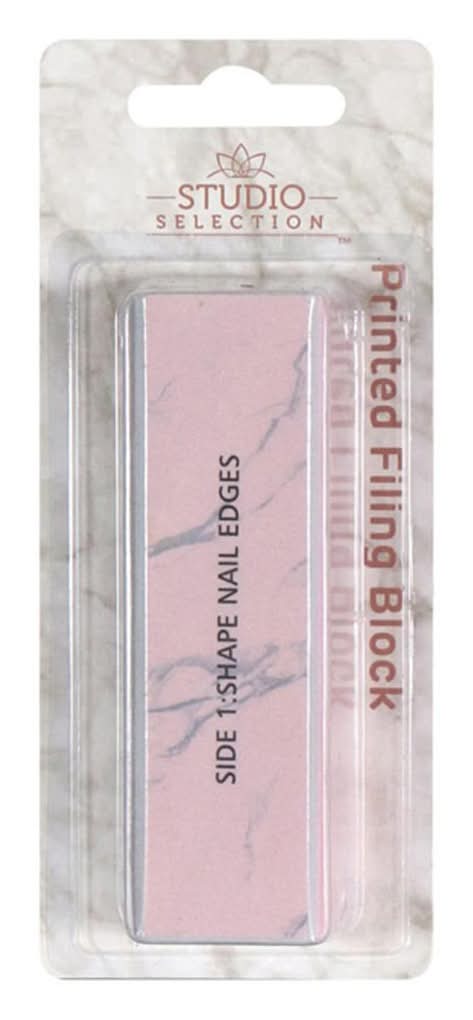 STUDIO
SELECTION
TM
Printed Filing Block
SIDE 1:SHAPE NAIL EDGES